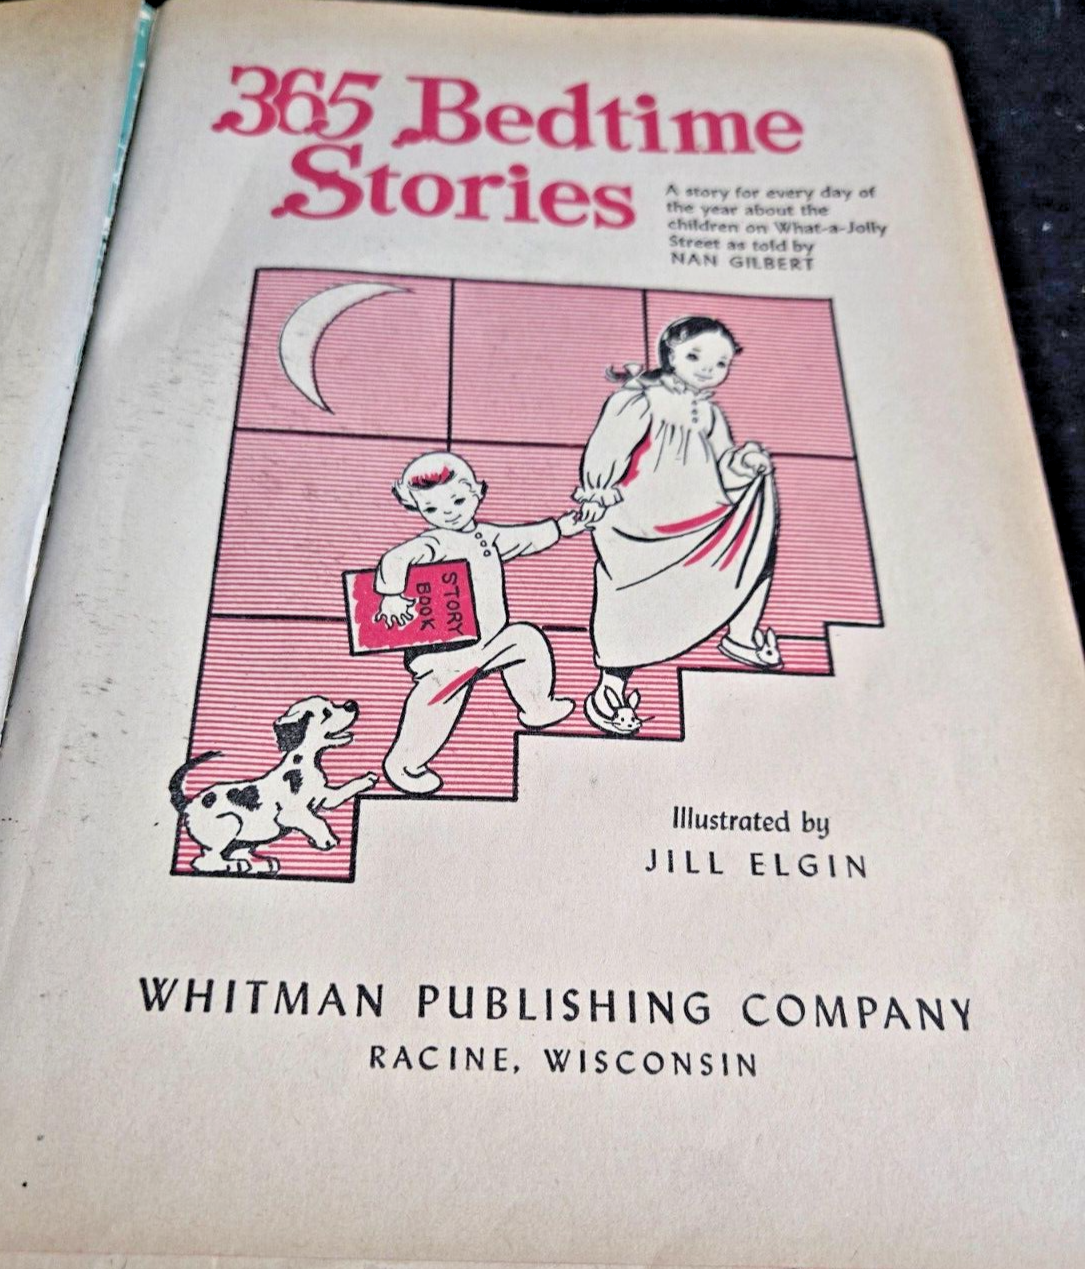 365 Bedtime
Stories
A story for every day of
the year about the
children on What-a-Jolly
Street as told by
NAN GILBERT
STORY
BOOK
Illustrated by
JILL ELGIN
WHITMAN PUBLISHING COMPANY
RACINE, WISCONSIN